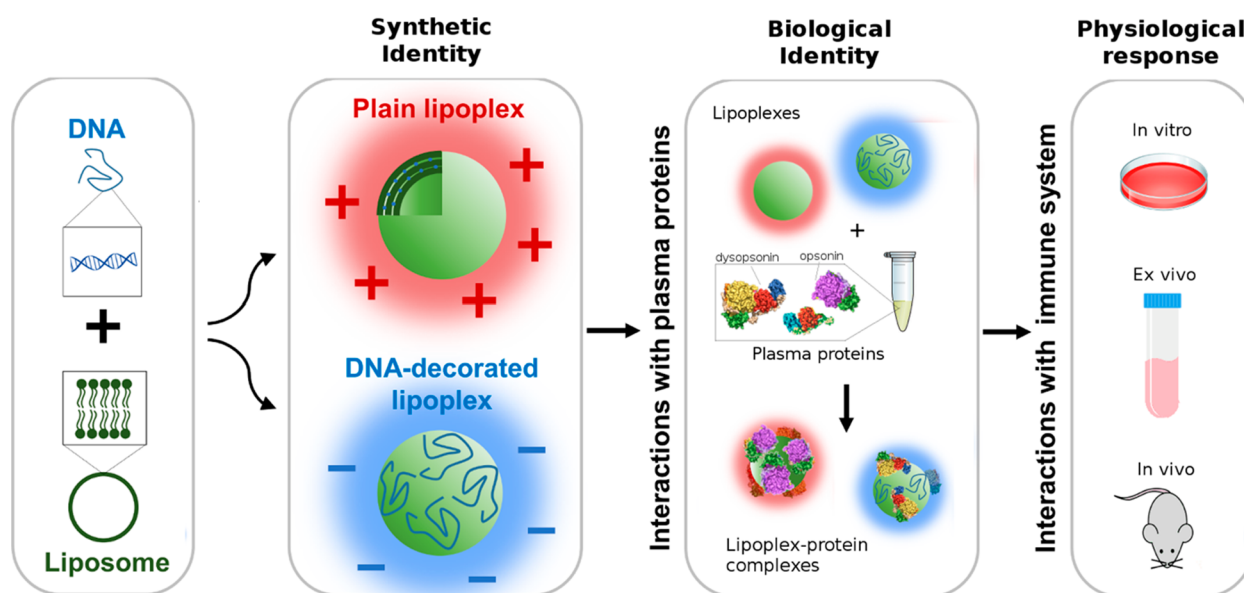 DNA
+
Liposome
Synthetic
Identity
Plain lipoplex
+
+
+
+
+
DNA-decorated
lipoplex
−
−
−
−
−
Interactions with plasma proteins
Biological
Identity
Lipoplexes
+
dysopsonin
opsonin
Plasma proteins
Lipoplex-protein
complexes
Interactions with immune system
Physiological
response
In vitro
Ex vivo
In vivo